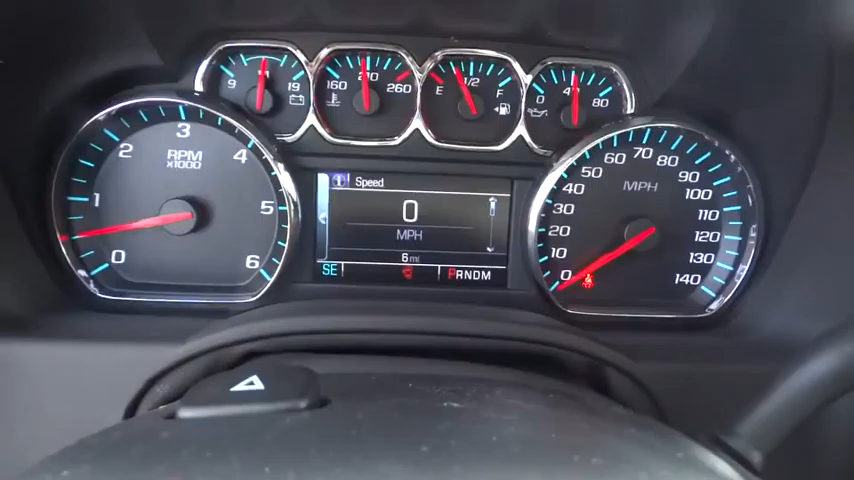 9 19
160 210 260
E 1/2 F
0 40 80
0 1 2 3 4 5 6
RPM
x1000
Speed
0
MPH
6 mi
SE PRNDM
0 10 20 30 40 50 60 70 80 90 100 110 120 130 140
MPH